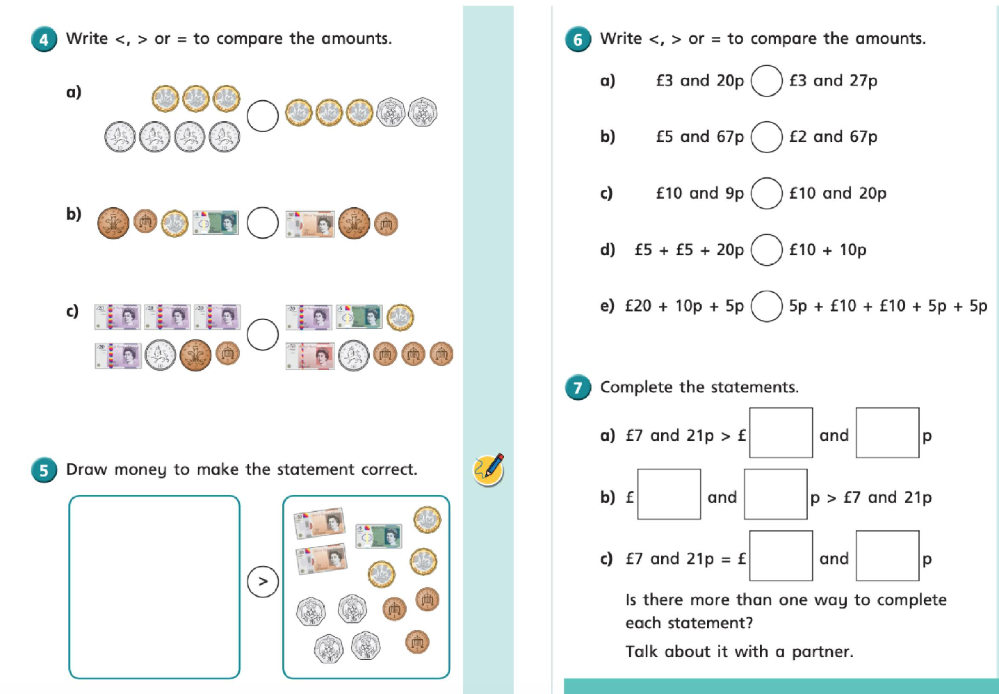 4 Write <, > or = to compare the amounts.
a)
10 10 10 10
b)
c)
5 Draw money to make the statement correct.
>
6 Write <, > or = to compare the amounts.
a) £3 and 20p £3 and 27p
b) £5 and 67p £2 and 67p
c) £10 and 9p £10 and 20p
d) £5 + £5 + 20p £10 + 10p
e) £20 + 10p + 5p 5p + £10 + £10 + 5p + 5p
7 Complete the statements.
a) £7 and 21p > £ and p
b) £ and p > £7 and 21p
c) £7 and 21p = £ and p
Is there more than one way to complete
each statement?
Talk about it with a partner.